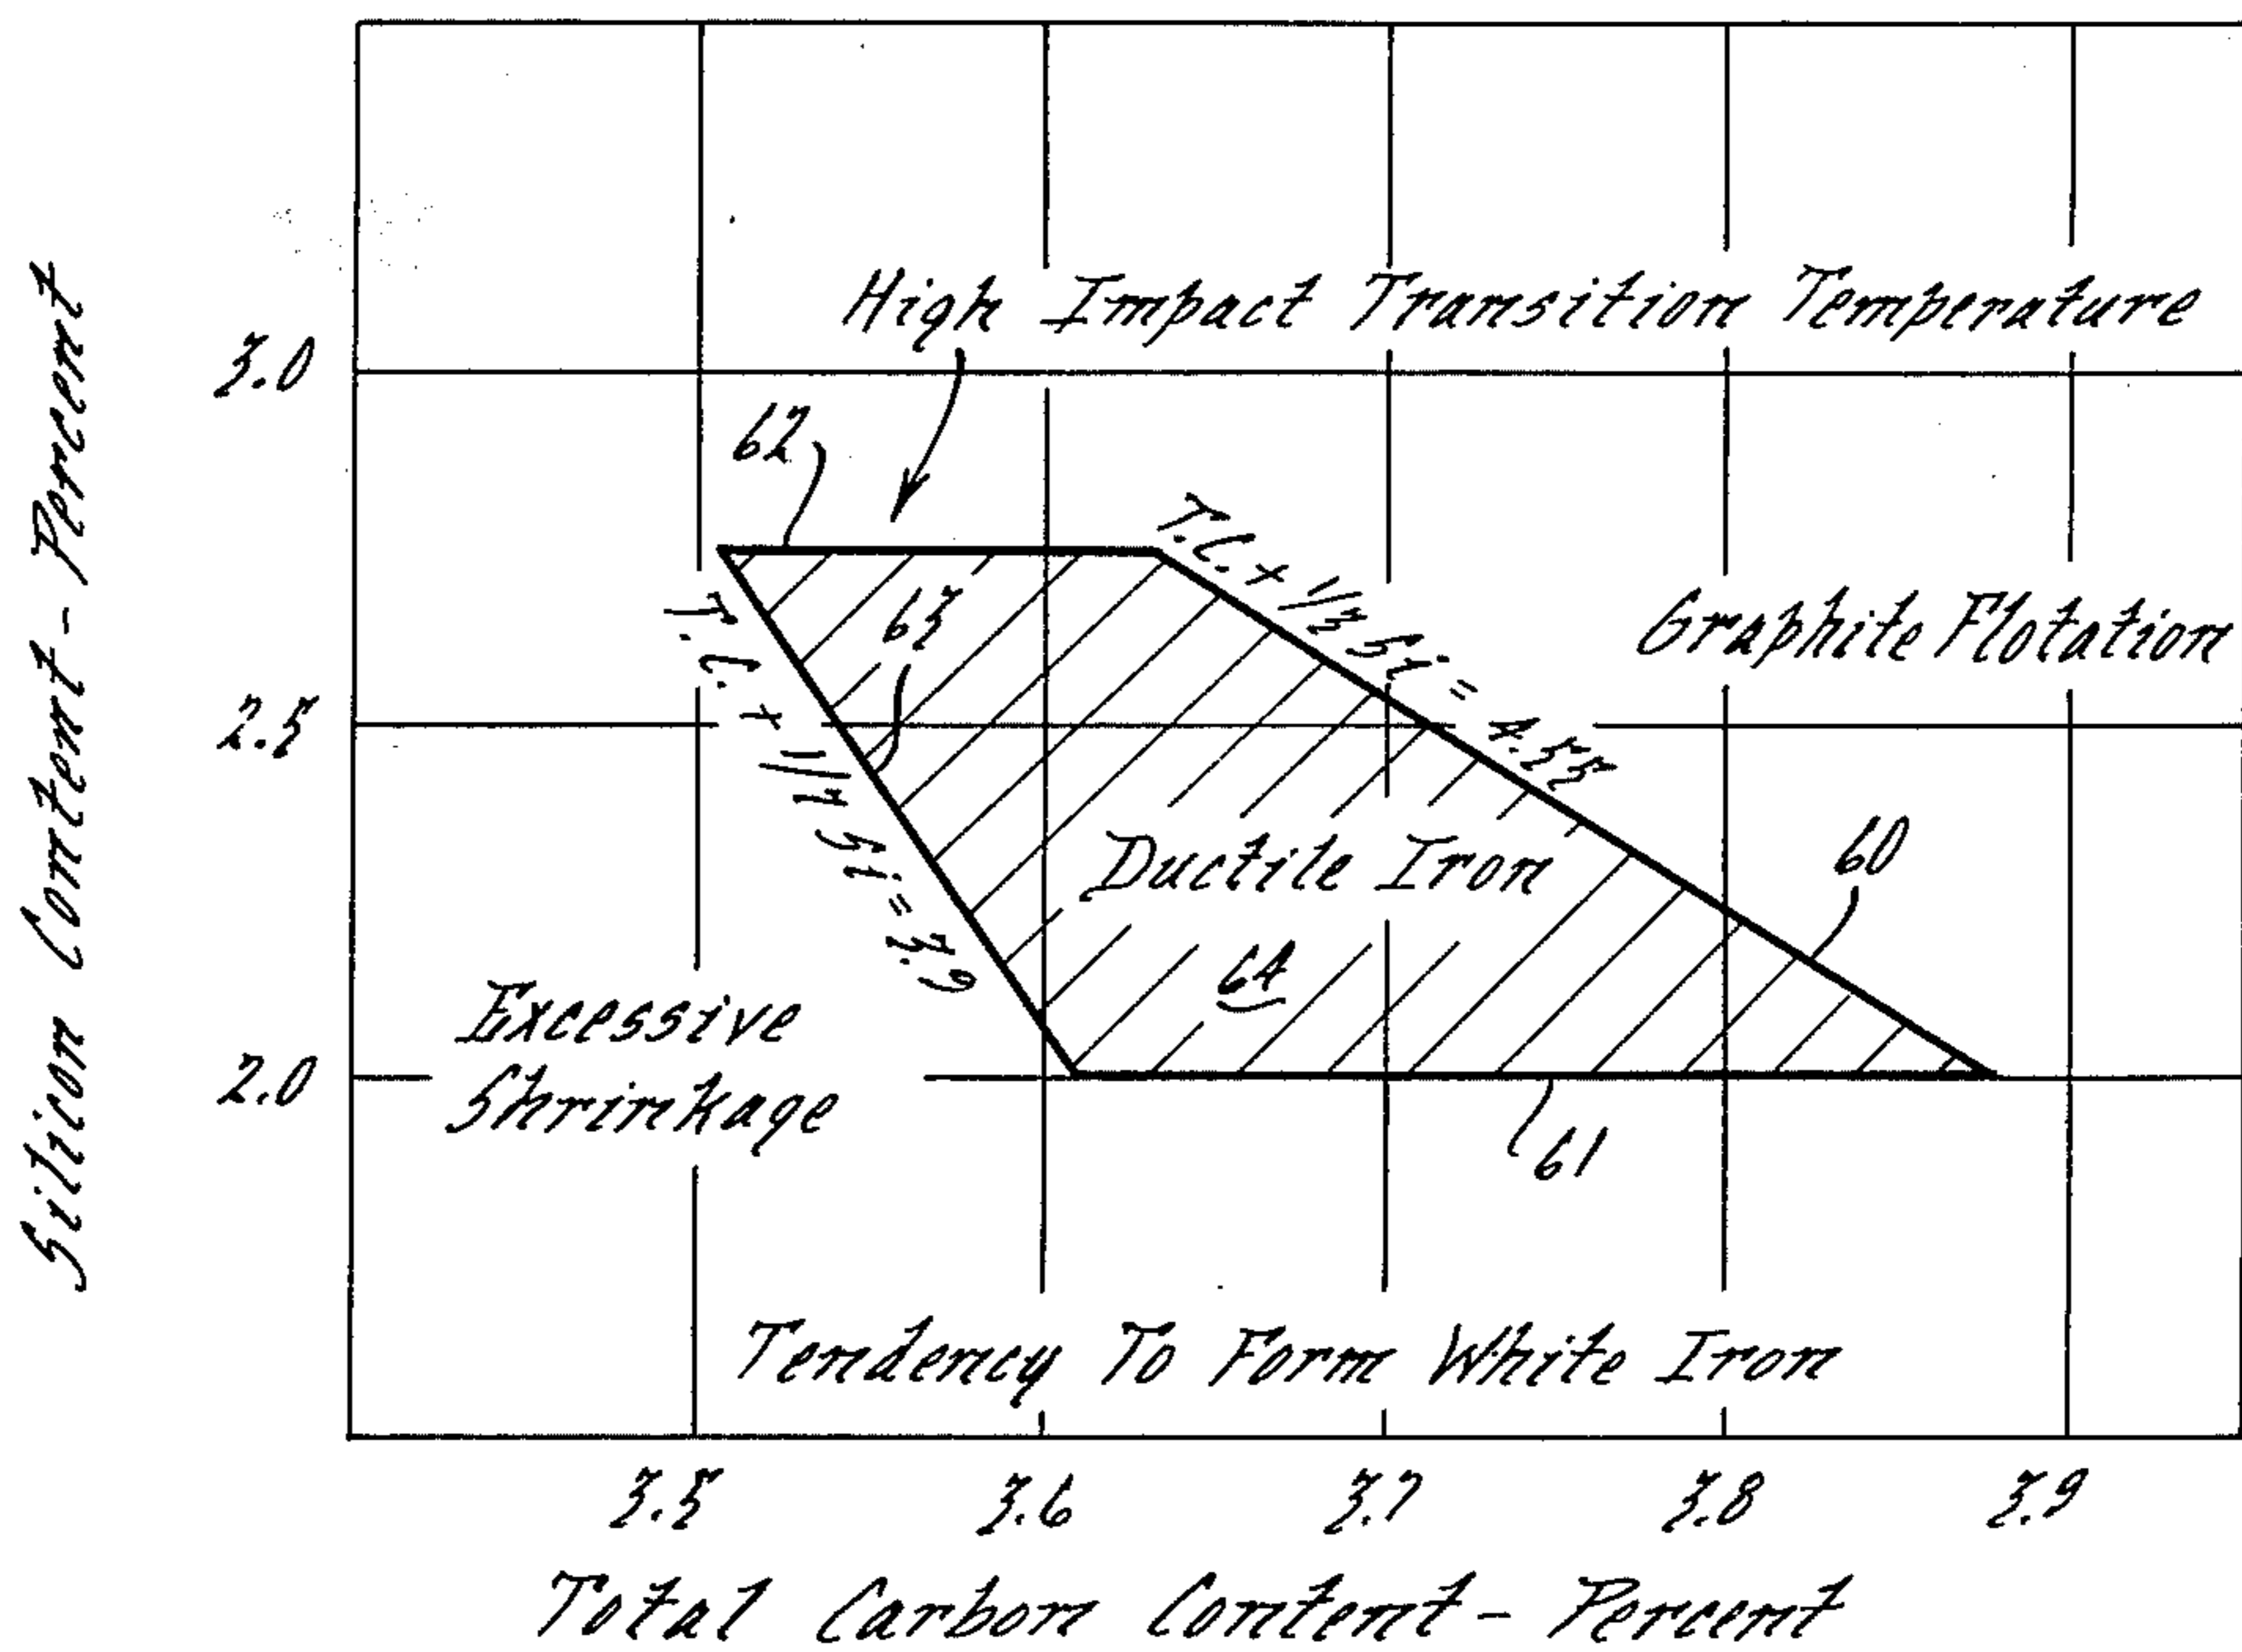 High Impact Transition Temperature
3.0
62
T.C. + 1/3 Si = 4.55
63
Graphite Flotation
2.5
T.C. + 1/7 Si = 3.9
Ductile Iron
60
64
Excessive
Shrinkage
2.0
61
Tendency To Form White Iron
3.5 3.6 3.7 3.8 3.9
Total Carbon Content - Percent
Silicon Content - Percent